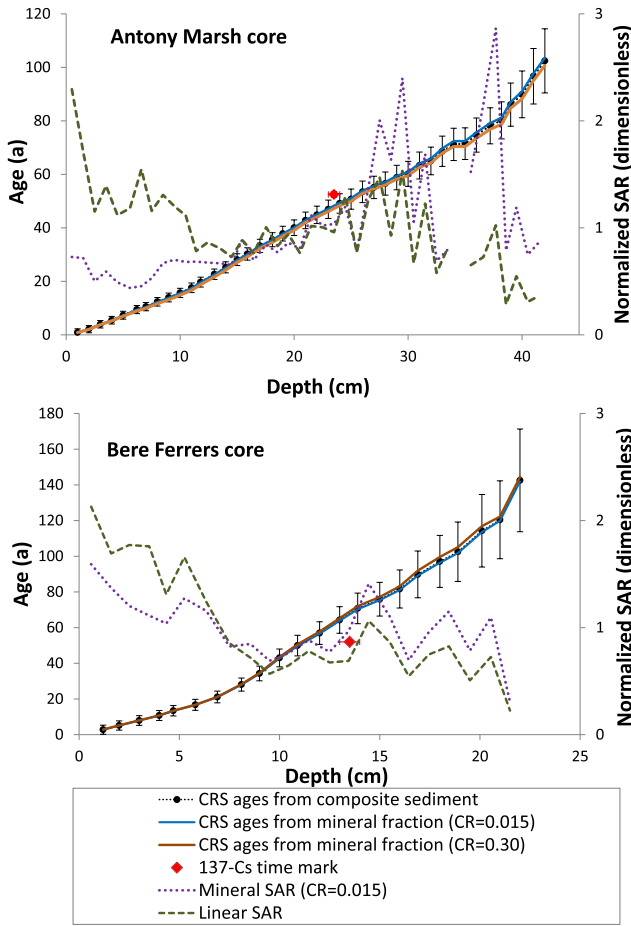 Antony Marsh core
Age (a)
120
100
80
60
40
20
0
0
10
20
30
40
Depth (cm)
3
2
1
0
Normalized SAR (dimensionless)
Bere Ferrers core
Age (a)
180
160
140
120
100
80
60
40
20
0
0
5
10
15
20
25
Depth (cm)
3
2
1
0
Normalized SAR (dimensionless)
CRS ages from composite sediment
CRS ages from mineral fraction (CR=0.015)
CRS ages from mineral fraction (CR=0.30)
137-Cs time mark
Mineral SAR (CR=0.015)
Linear SAR